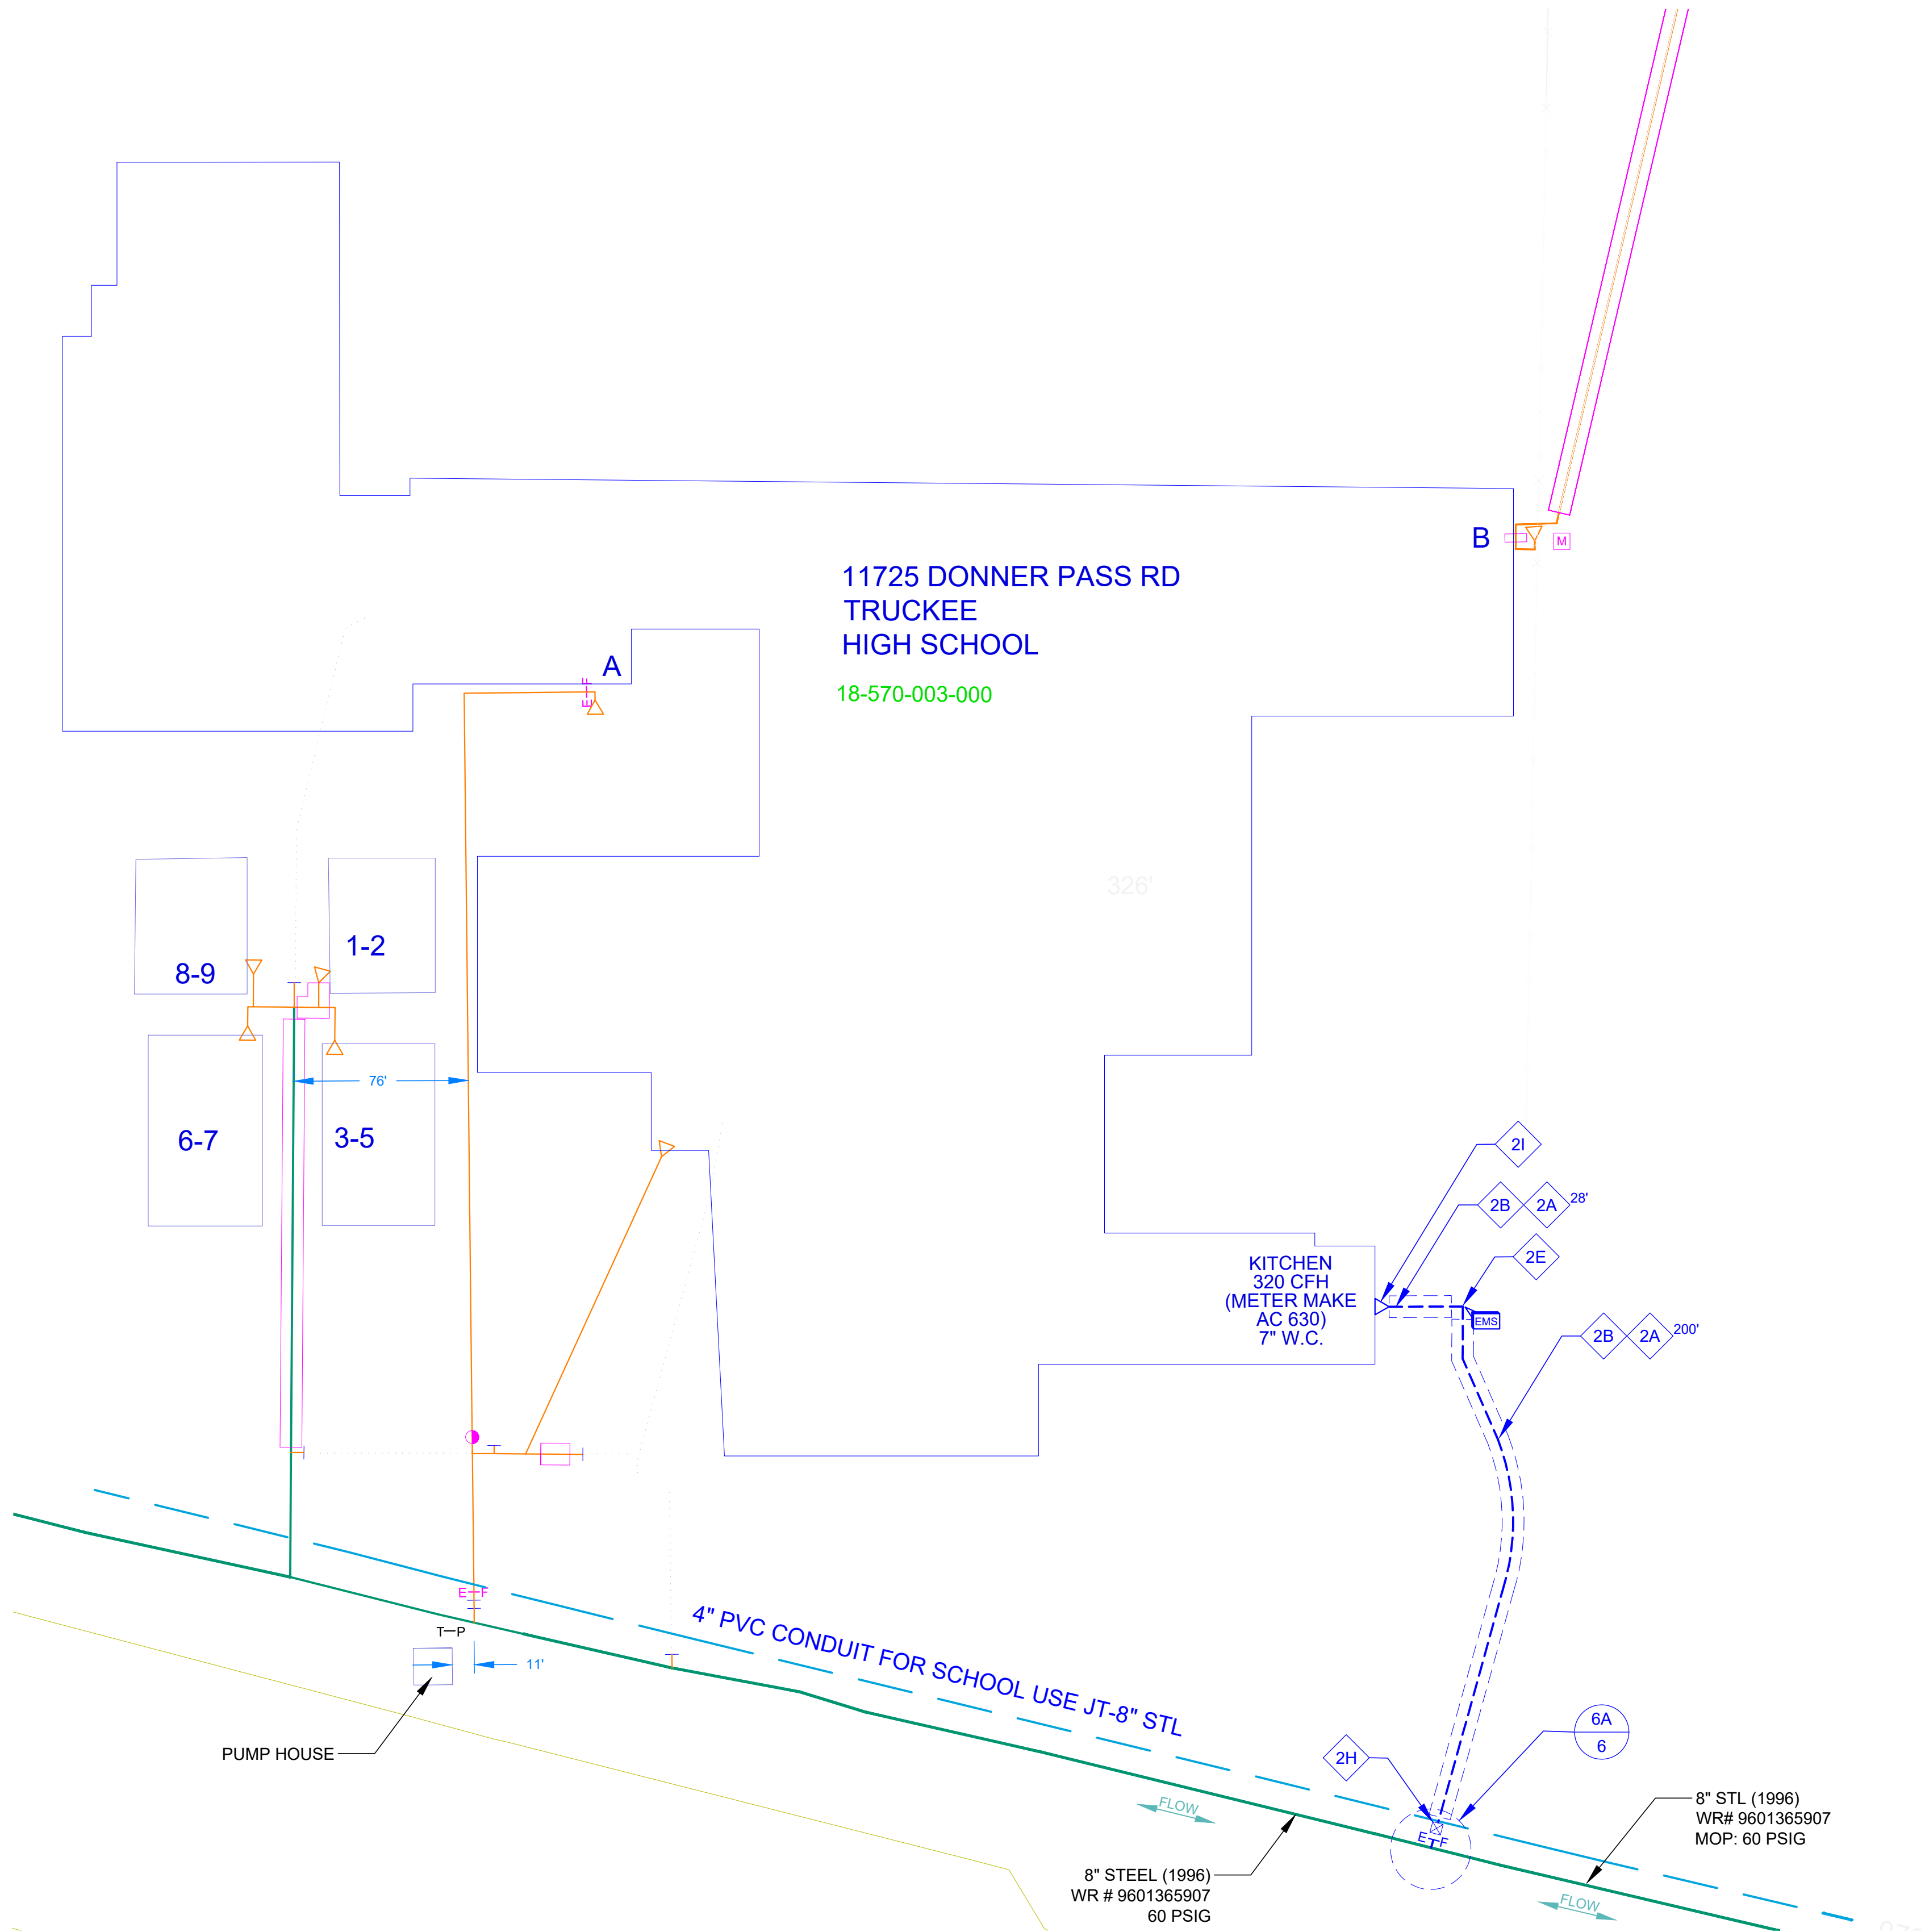 B
M
11725 DONNER PASS RD
TRUCKEE
HIGH SCHOOL
18-570-003-000
A
E-F
326'
1-2
8-9
76'
6-7
3-5
2I
2B 2A 28'
2E
KITCHEN
320 CFH
(METER MAKE
AC 630)
7" W.C.
EMS
2B 2A 200'
E-F
T-P
11'
4" PVC CONDUIT FOR SCHOOL USE JT-8" STL
PUMP HOUSE
6A
6
2H
FLOW
8" STL (1996)
WR# 9601365907
MOP: 60 PSIG
E T F
8" STEEL (1996)
WR # 9601365907
60 PSIG
FLOW